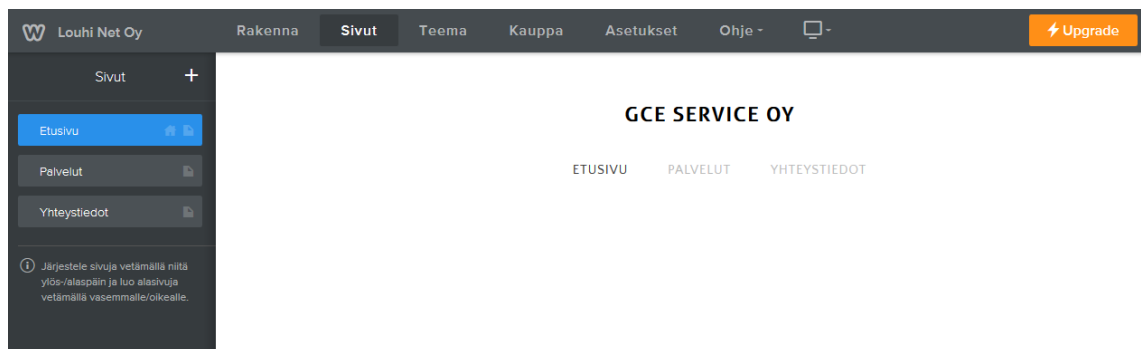 Louhi Net Oy
Rakenna Sivut Teema Kauppa Asetukset Ohje
Upgrade
Sivut +
Etusivu
Palvelut
Yhteystiedot
Järjestele sivuja vetämällä niitä
ylös-/alaspäin ja luo alasivuja
vetämällä vasemmalle/oikealle.
GCE SERVICE OY
ETUSIVU PALVELUT YHTEYSTIEDOT